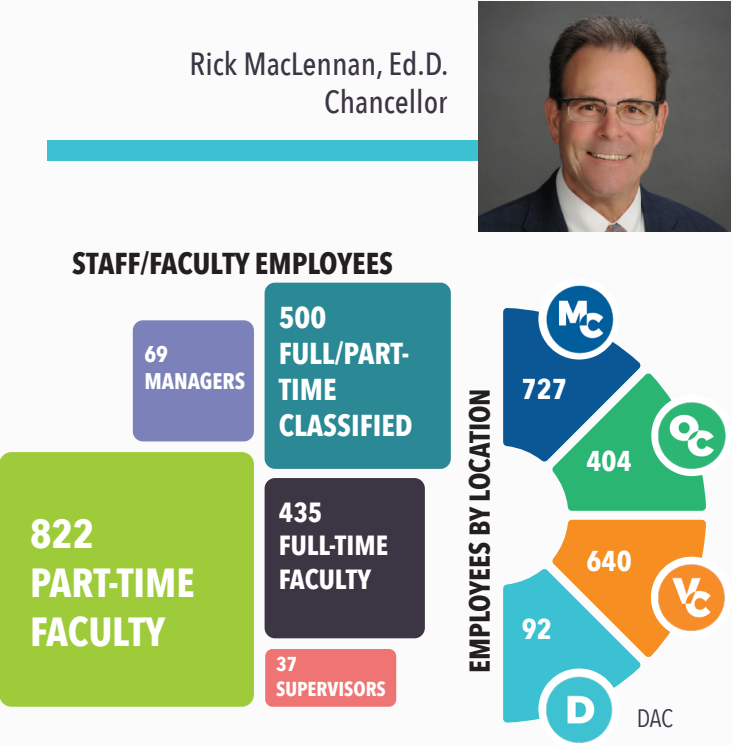 Rick MacLennan, Ed.D.
Chancellor
STAFF/FACULTY EMPLOYEES
69
MANAGERS
500
FULL/PART-
TIME
CLASSIFIED
822
PART-TIME
FACULTY
435
FULL-TIME
FACULTY
37
SUPERVISORS
EMPLOYEES BY LOCATION
MC
727
OC
404
VC
640
92
D
DAC